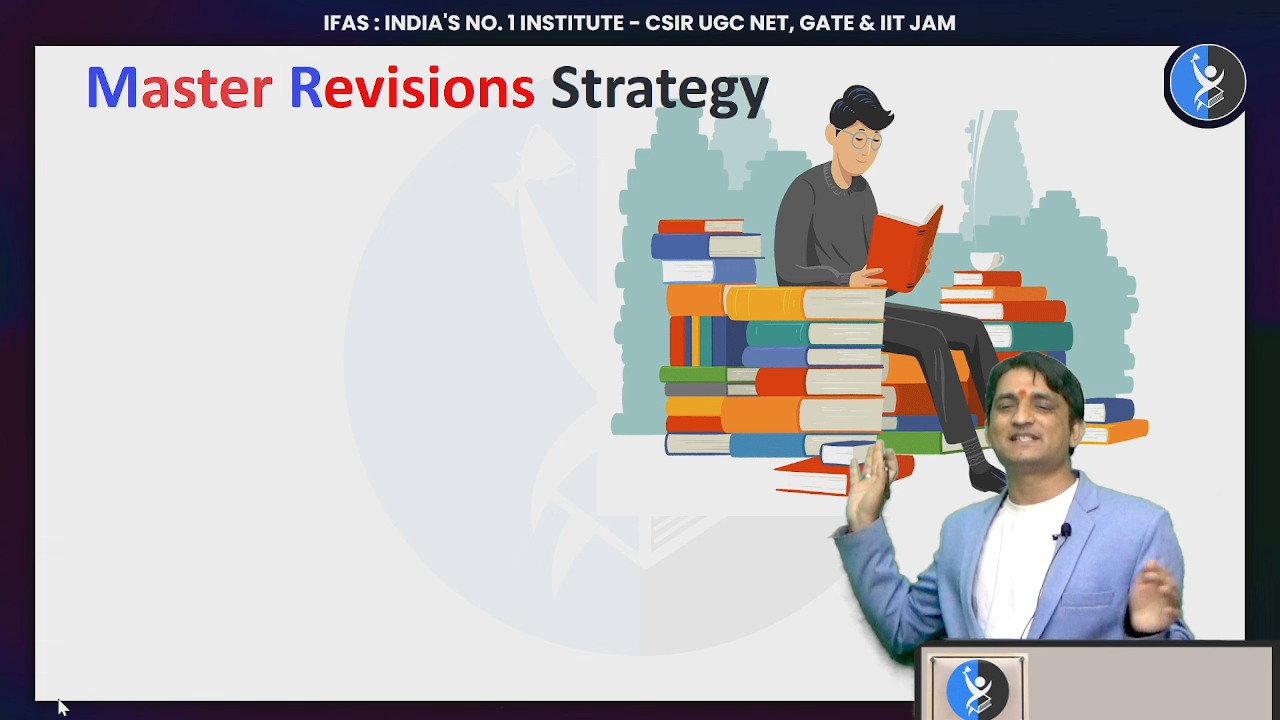 IFAS : INDIA'S NO. 1 INSTITUTE - CSIR UGC NET, GATE & IIT JAM
Master Revisions Strategy